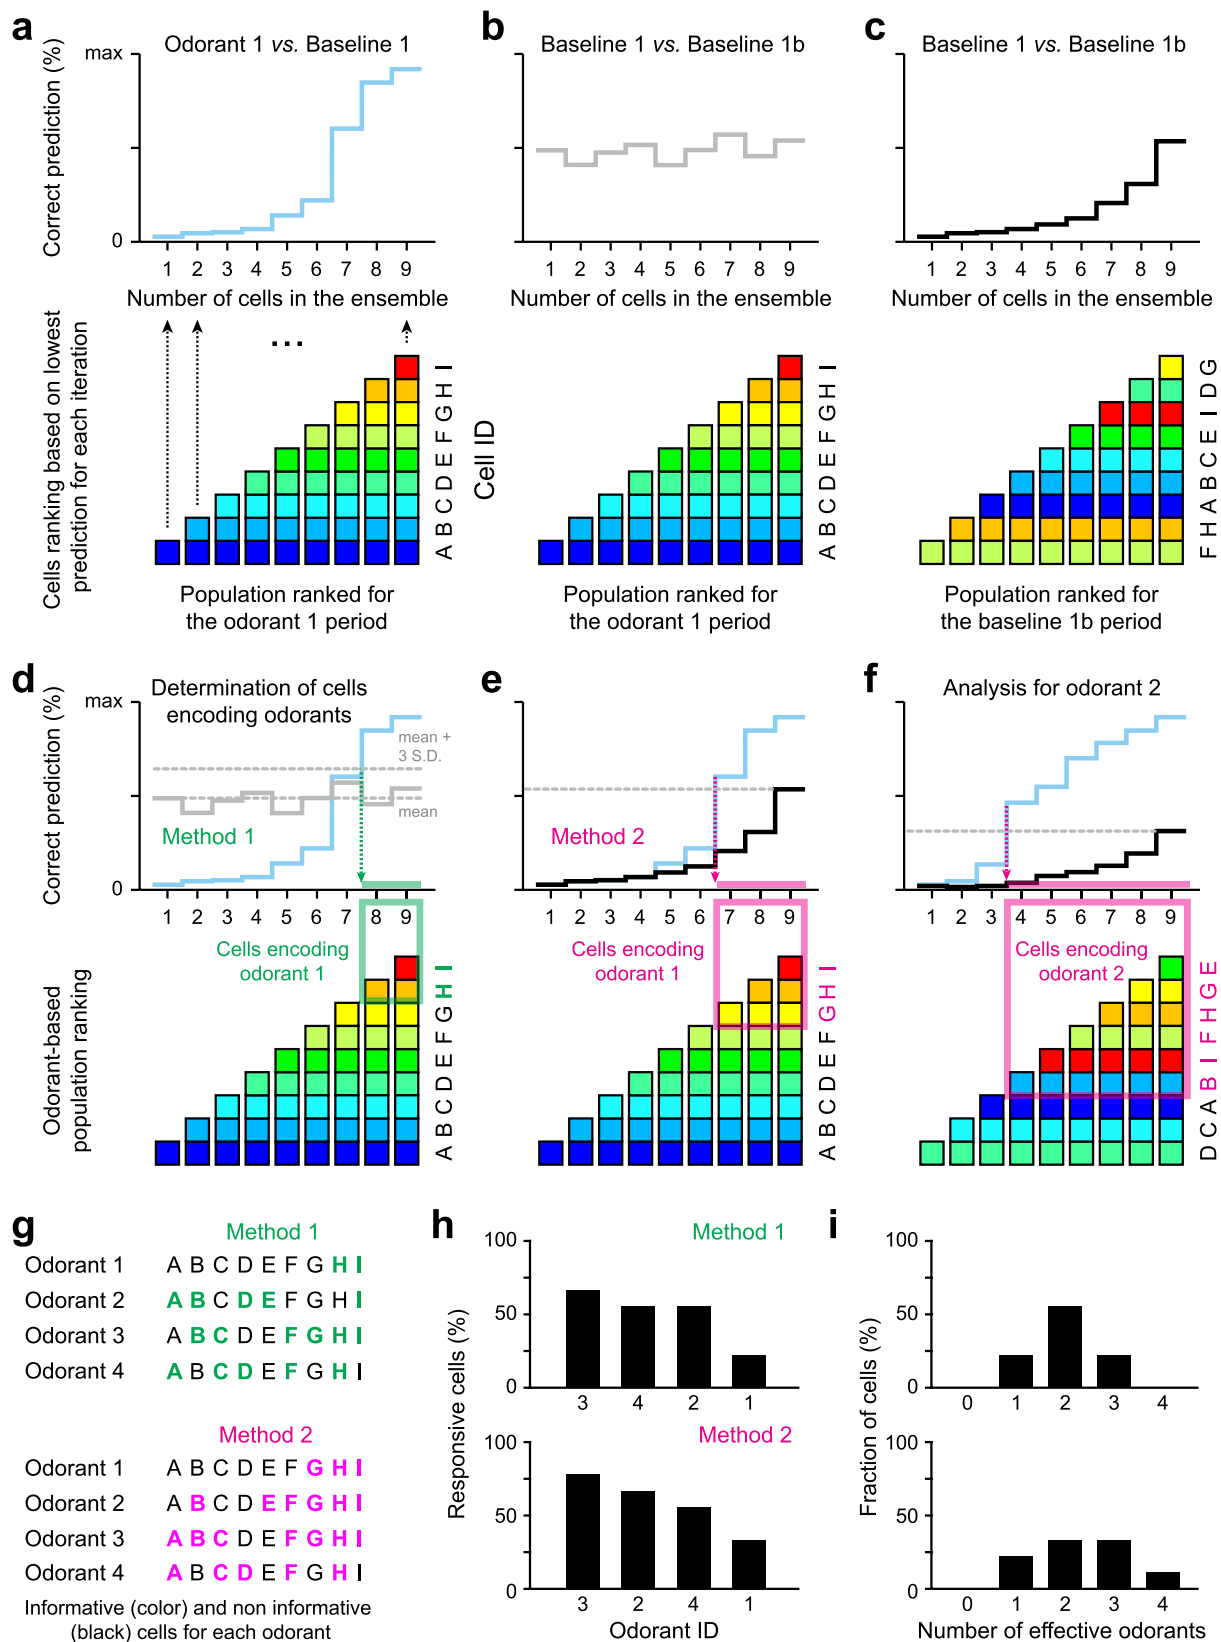 a
Odorant 1 vs. Baseline 1
Correct prediction (%)
max
0
1 2 3 4 5 6 7 8 9
Number of cells in the ensemble
Cells ranking based on lowest
prediction for each iteration
...
A B C D E F G H I
Population ranked for
the odorant 1 period
b
Baseline 1 vs. Baseline 1b
1 2 3 4 5 6 7 8 9
Number of cells in the ensemble
Cell ID
A B C D E F G H I
Population ranked for
the odorant 1 period
c
Baseline 1 vs. Baseline 1b
1 2 3 4 5 6 7 8 9
Number of cells in the ensemble
F H A B C E I D G
Population ranked for
the baseline 1b period
d
Determination of cells
encoding odorants
Correct prediction (%)
max
0
mean +
3 S.D.
mean
Method 1
1 2 3 4 5 6 7 8 9
Cells encoding
odorant 1
Odorant-based
population ranking
A B C D E F G H I
e
Method 2
1 2 3 4 5 6 7 8 9
Cells encoding
odorant 1
A B C D E F G H I
f
Analysis for odorant 2
1 2 3 4 5 6 7 8 9
Cells encoding
odorant 2
D C A B I F H G E
g
Method 1
Odorant 1 A B C D E F G H I
Odorant 2 A B C D E F G H I
Odorant 3 A B C D E F G H I
Odorant 4 A B C D E F G H I
Method 2
Odorant 1 A B C D E F G H I
Odorant 2 A B C D E F G H I
Odorant 3 A B C D E F G H I
Odorant 4 A B C D E F G H I
Informative (color) and non informative
(black) cells for each odorant
h
Method 1
Responsive cells (%)
100
50
0
3 4 2 1
Method 2
100
50
0
3 2 4 1
Odorant ID
i
Fraction of cells (%)
100
50
0
0 1 2 3 4
100
50
0
0 1 2 3 4
Number of effective odorants